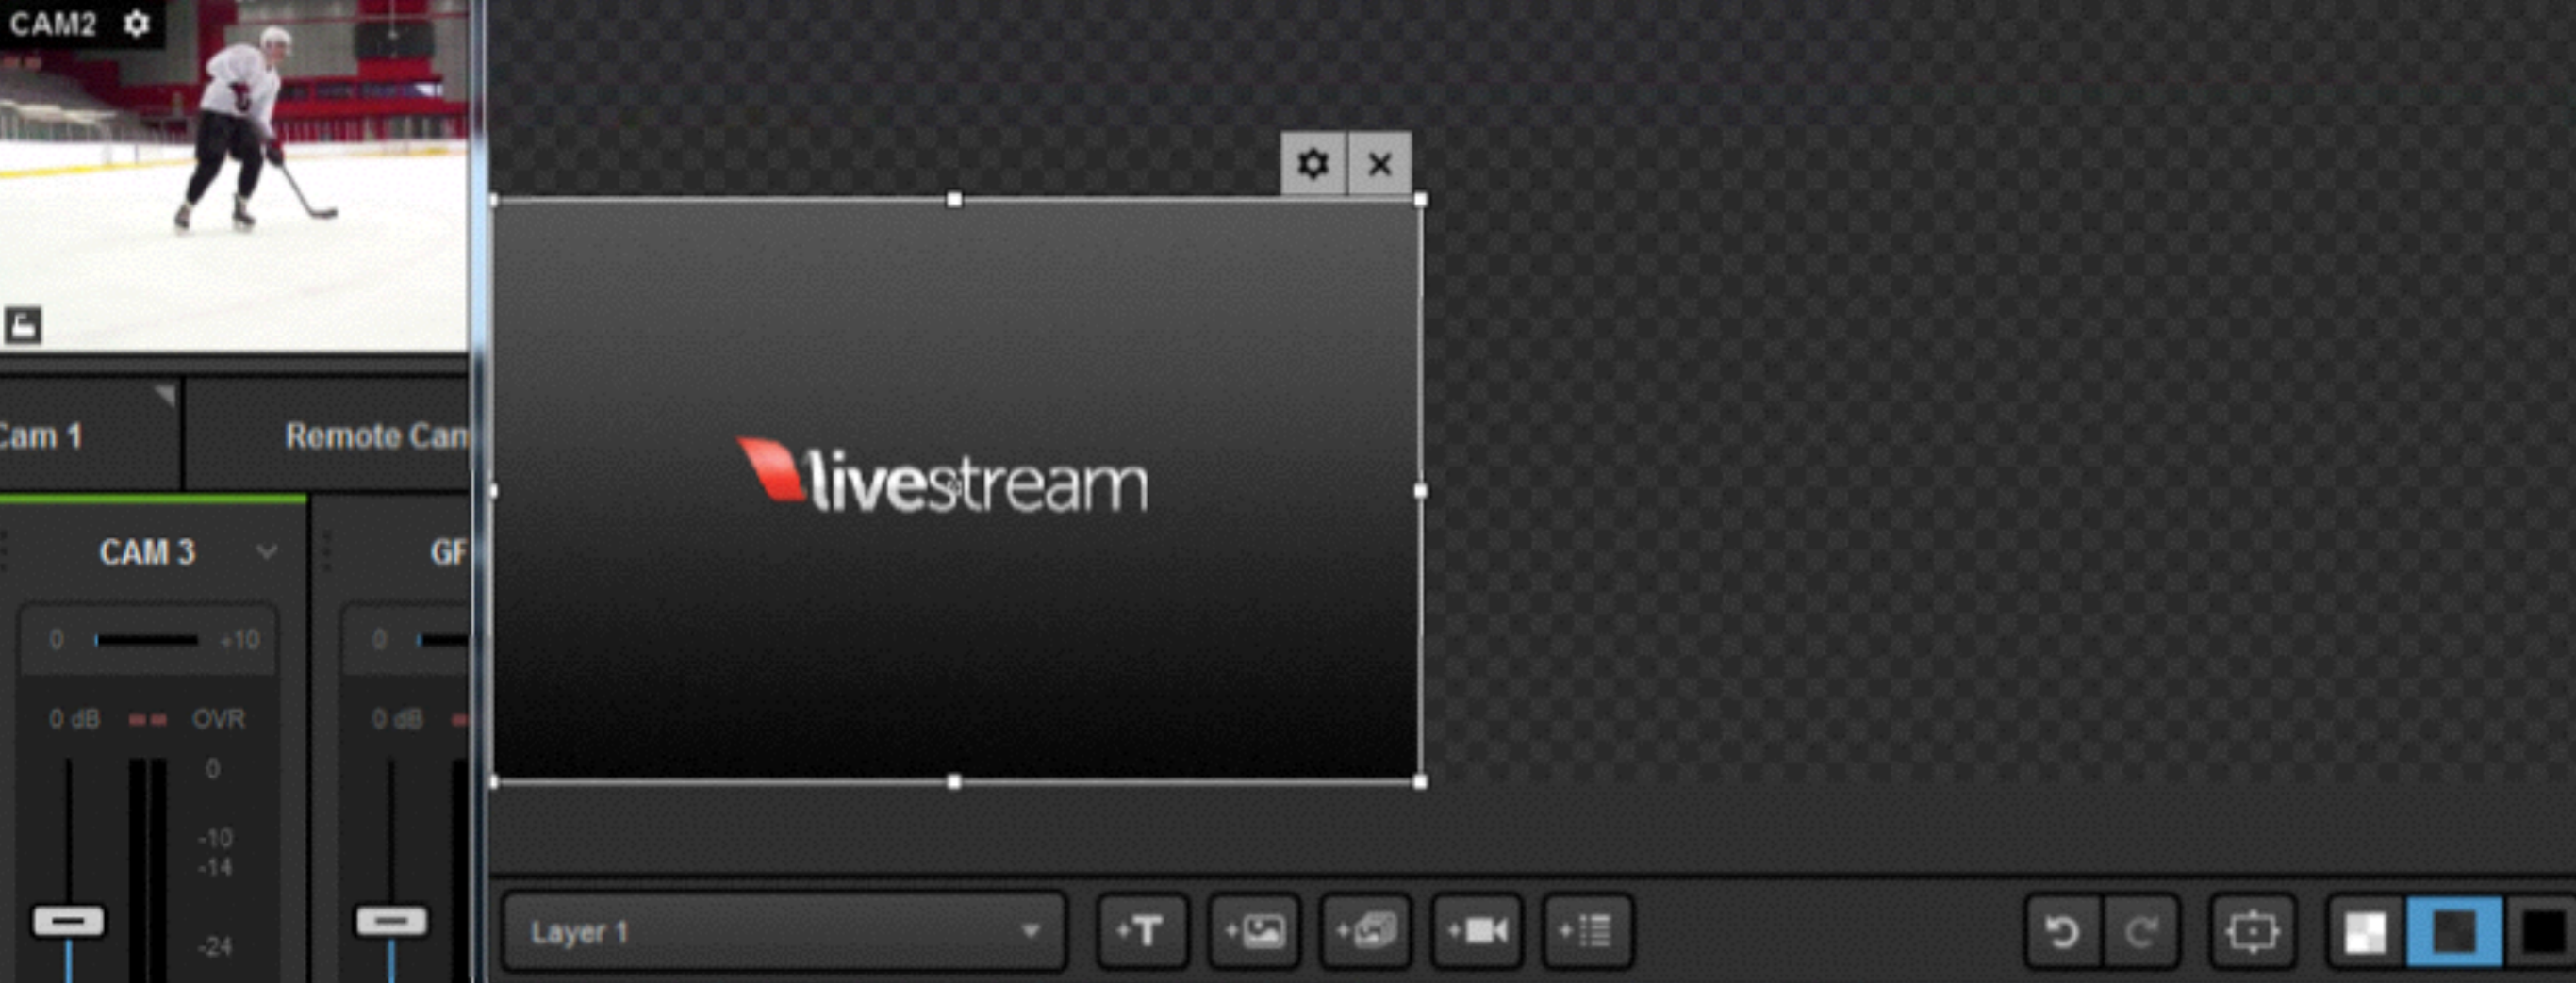 CAM2
Cam 1
Remote Cam
CAM 3
GF
0
+10
0
0 dB
OVR
0 dB
0
-10
-14
-24
livestream
Layer 1
+T